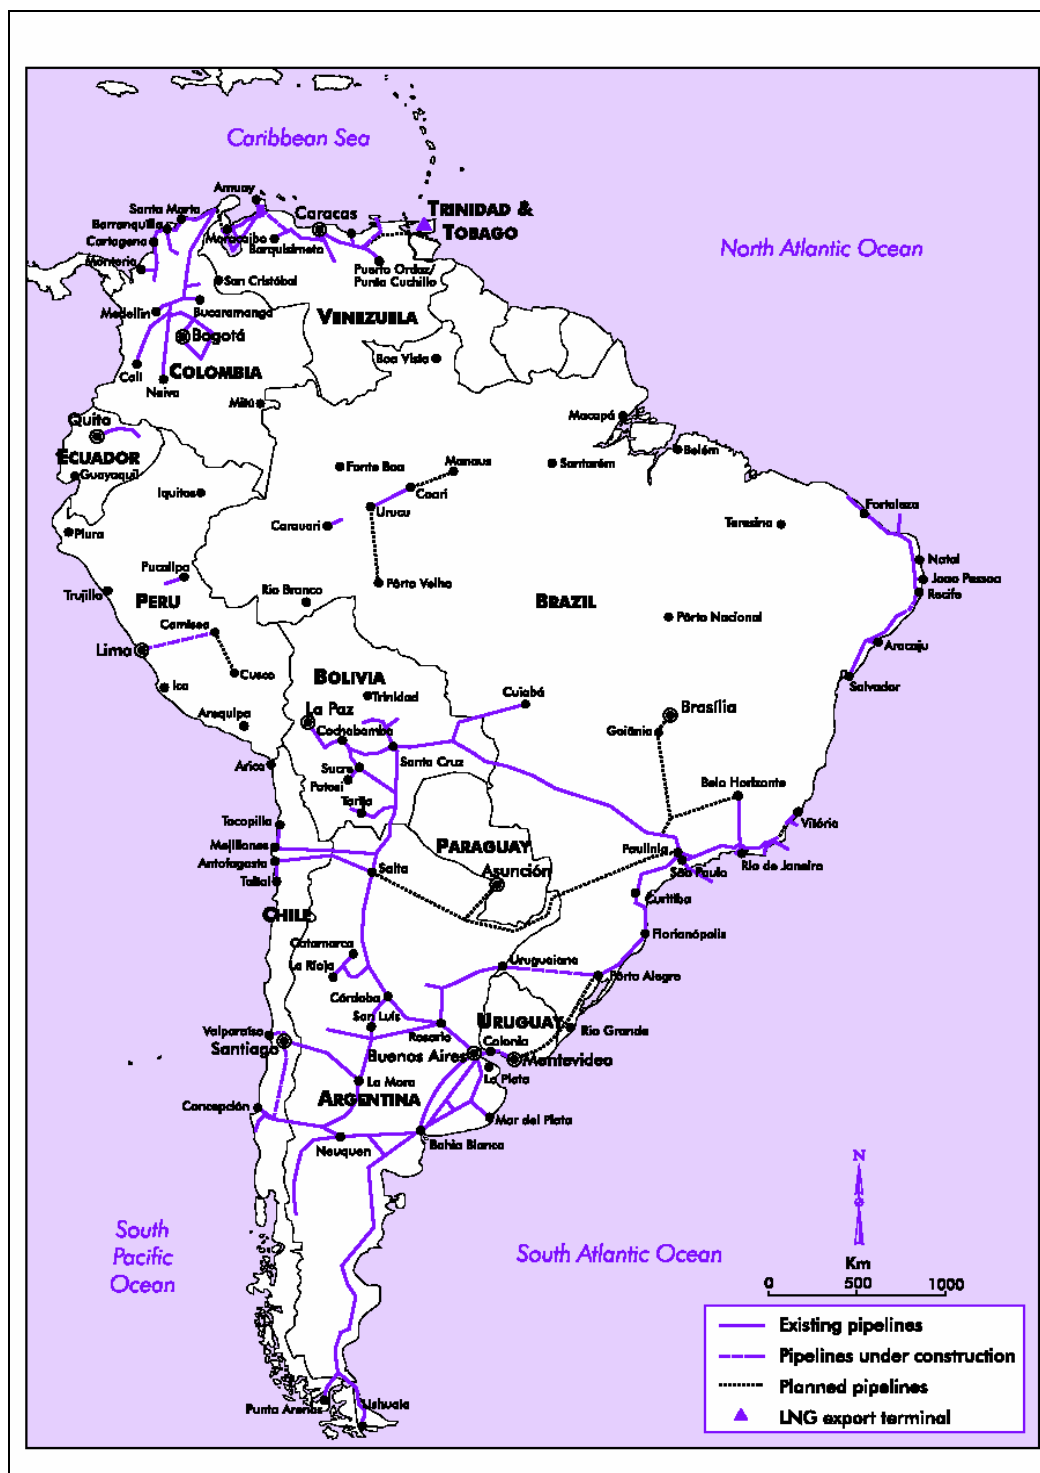 Caribbean Sea
Amuay
Santa Marta
Barranquilla
Cartagena
Monteria
Caracas
TRINIDAD &
TOBAGO
Maracaibo
Barquisimeto
North Atlantic Ocean
Puerto Ordaz/
Punta Cuchillo
San Cristóbal
Medellin
Bucaramanga
VENEZUELA
Bogotá
Boa Vista
Cali
COLOMBIA
Neiva
Mitú
Macapá
Quito
ECUADOR
Guayaquil
Belém
Fonte Boa
Manaus
Santarém
Iquitos
Coari
Urucu
Fortaleza
Carauari
Teresina
Piura
Natal
Pucallpa
Joao Pessoa
Pôrto Velho
Recife
Trujillo
PERU
Rio Branco
BRAZIL
Camisea
Pôrto Nacional
Lima
Aracaju
Cusco
BOLIVIA
Ica
Trinidad
Cuiabá
Salvador
La Paz
Brasília
Arequipa
Cochabamba
Goiânia
Arica
Sucre
Santa Cruz
Potosi
Belo Horizonte
Tarija
Tocopilla
Vitória
Mejillones
PARAGUAY
Paulinia
Antofagasta
Asunción
São Paulo
Rio de Janeiro
Salta
Taltal
Curitiba
CHILE
Florianópolis
Catamarca
La Rioja
Uruguaiana
Pôrto Alegre
Córdoba
San Luis
URUGUAY
Valparaíso
Rosario
Rio Grande
Santiago
Colonia
Buenos Aires
Montevideo
La Mora
La Plata
ARGENTINA
Concepción
Mar del Plata
Neuquen
Bahia Blanca
N
South
Pacific
Ocean
South Atlantic Ocean
Km
0 500 1000
Existing pipelines
Pipelines under construction
Planned pipelines
LNG export terminal
Punta Arenas
Ushuaia